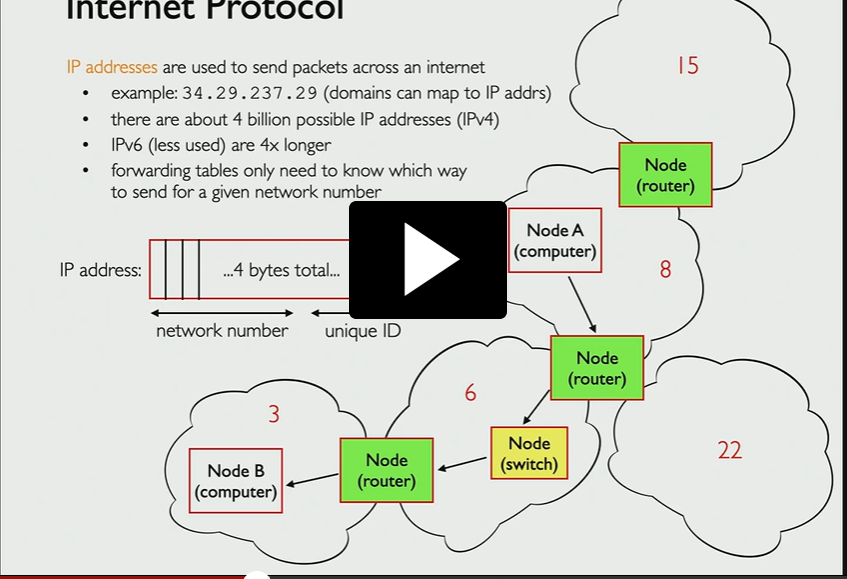 Internet Protocol
IP addresses are used to send packets across an internet
• example: 34.29.237.29 (domains can map to IP addrs)
• there are about 4 billion possible IP addresses (IPv4)
• IPv6 (less used) are 4x longer
• forwarding tables only need to know which way
to send for a given network number
IP address:
...4 bytes total...
network number
unique ID
15
Node
(router)
Node A
(computer)
8
Node
(router)
6
Node
(switch)
3
Node
(router)
Node B
(computer)
22